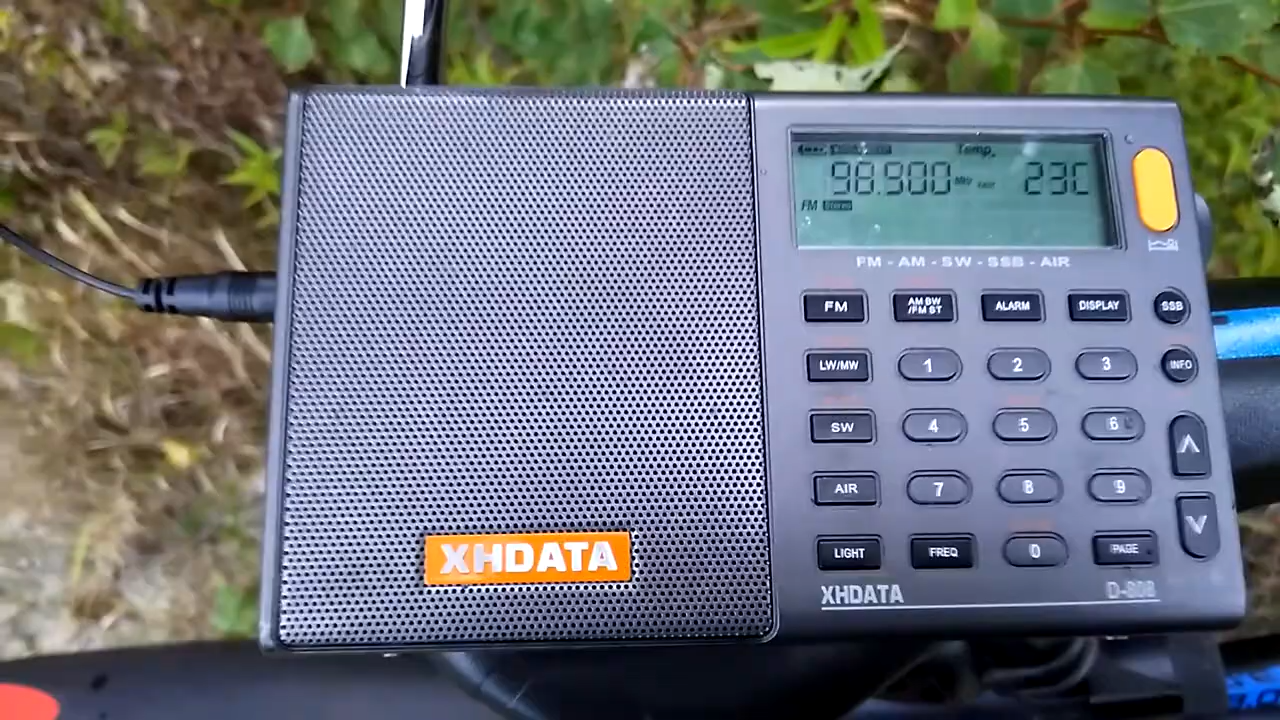 Temp.
98.900 MHz 23C
FM Stereo
FM - AM - SW - SSB - AIR
FM AM BW /FM ST ALARM DISPLAY SSB
LW/MW 1 2 3 INFO
SW 4 5 6
AIR 7 8 9
LIGHT FREQ 0 PAGE
XHDATA
XHDATA D-808